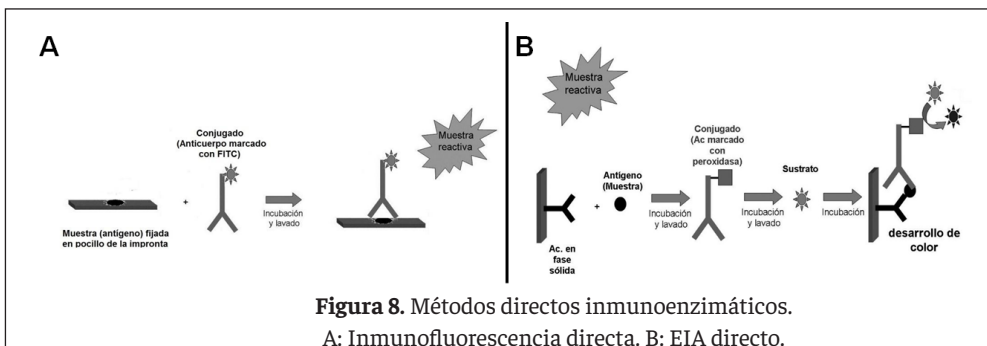 A
Conjugado
(Anticuerpo marcado
con FITC)
Muestra
reactiva
+
Incubación
y lavado
Muestra (antígeno) fijada
en pocillo de la impronta
B
Muestra
reactiva
Antígeno
(Muestra)
+
Ac. en
fase
sólida
Incubación
y lavado
Conjugado
(Ac marcado
con
peroxidasa)
Incubación
y lavado
Sustrato
Incubación
desarrollo de
color
Figura 8. Métodos directos inmunoenzimáticos.
A: Inmunofluorescencia directa. B: EIA directo.